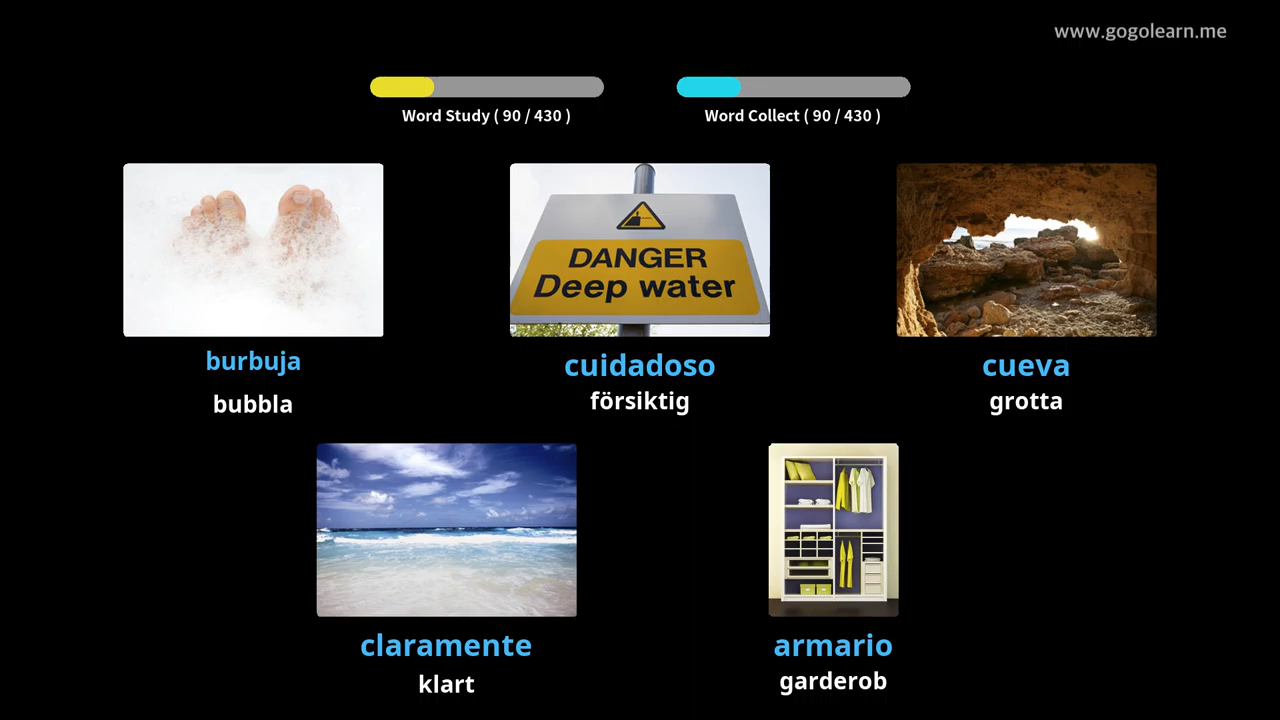 www.gogolearn.me
Word Study ( 90 / 430 )
Word Collect ( 90 / 430 )
DANGER
Deep water
burbuja
bubbla
cuidadoso
försiktig
cueva
grotta
claramente
klart
armario
garderob